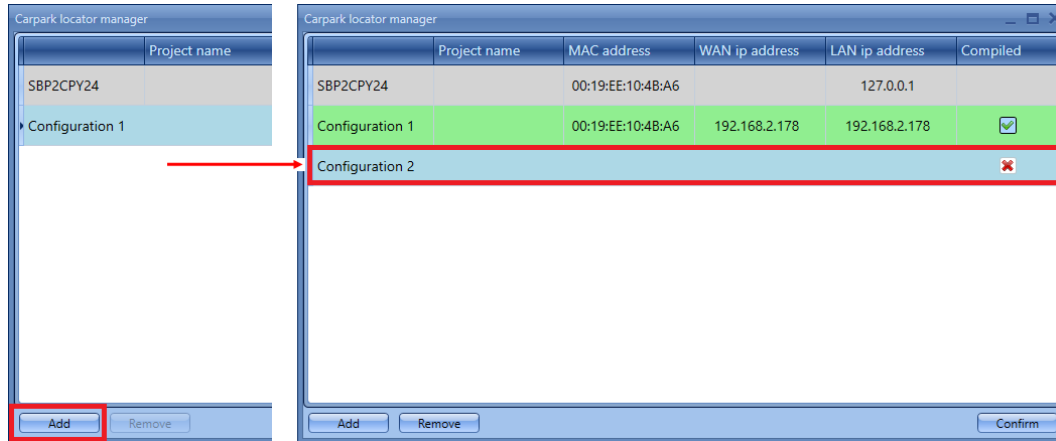 Carpark locator manager
Project name
SBP2CPY24
Configuration 1
Add Remove
Carpark locator manager
Project name MAC address WAN ip address LAN ip address Compiled
SBP2CPY24 00:19:EE:10:4B:A6 127.0.0.1
Configuration 1 00:19:EE:10:4B:A6 192.168.2.178 192.168.2.178
Configuration 2
Add Remove Confirm